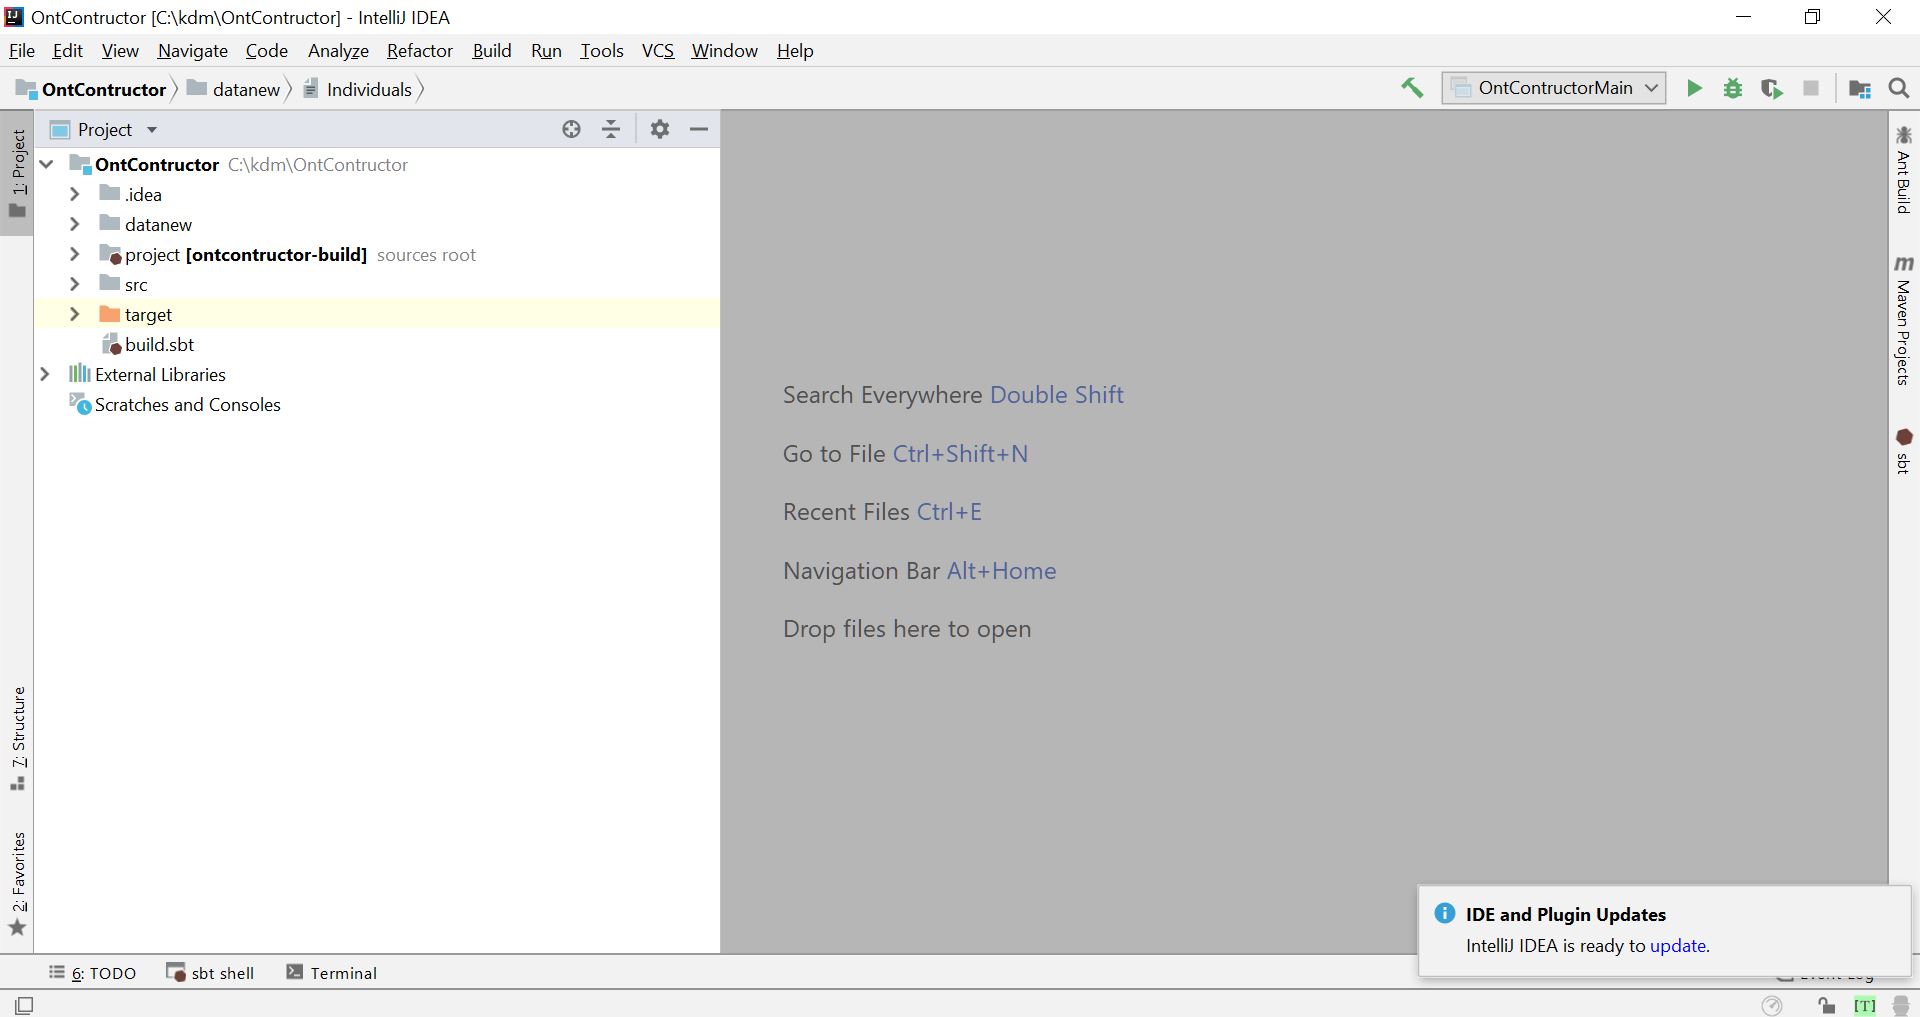 OntContructor [C:\kdm\OntContructor] - IntelliJ IDEA
File Edit View Navigate Code Analyze Refactor Build Run Tools VCS Window Help
OntContructor datanew Individuals OntContructorMain
1: Project
Project
OntContructor C:\kdm\OntContructor
.idea
datanew
project [ontcontructor-build] sources root
src
target
build.sbt
External Libraries
Scratches and Consoles
7: Structure
2: Favorites
Search Everywhere Double Shift
Go to File Ctrl+Shift+N
Recent Files Ctrl+E
Navigation Bar Alt+Home
Drop files here to open
Ant Build
m Maven Projects
sbt
IDE and Plugin Updates
IntelliJ IDEA is ready to update.
6: TODO sbt shell Terminal
[T]